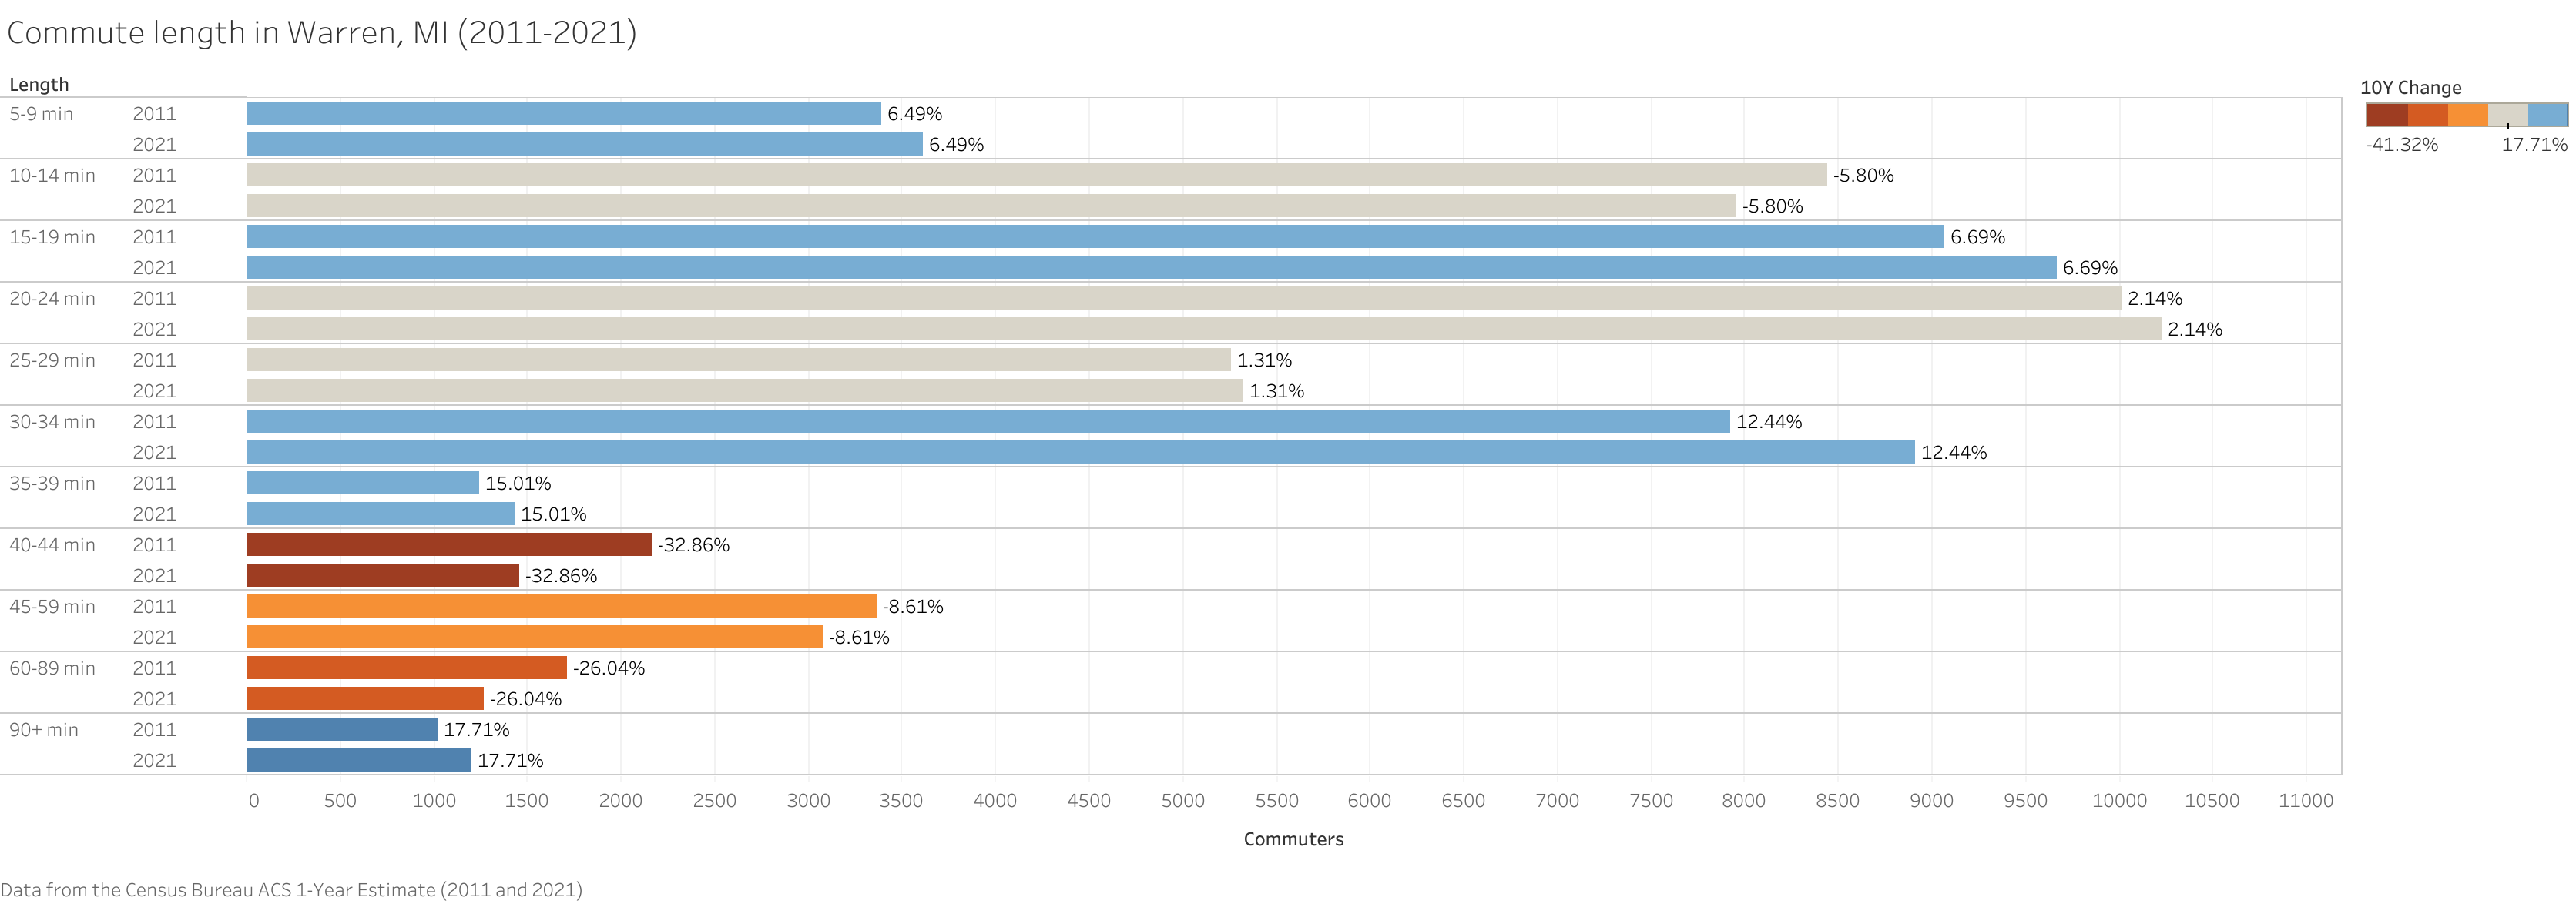 Commute length in Warren, MI (2011-2021)
Length
10Y Change
-41.32% 17.71%
5-9 min 2011 6.49%
2021 6.49%
10-14 min 2011 -5.80%
2021 -5.80%
15-19 min 2011 6.69%
2021 6.69%
20-24 min 2011 2.14%
2021 2.14%
25-29 min 2011 1.31%
2021 1.31%
30-34 min 2011 12.44%
2021 12.44%
35-39 min 2011 15.01%
2021 15.01%
40-44 min 2011 -32.86%
2021 -32.86%
45-59 min 2011 -8.61%
2021 -8.61%
60-89 min 2011 -26.04%
2021 -26.04%
90+ min 2011 17.71%
2021 17.71%
0 500 1000 1500 2000 2500 3000 3500 4000 4500 5000 5500 6000 6500 7000 7500 8000 8500 9000 9500 10000 10500 11000
Commuters
Data from the Census Bureau ACS 1-Year Estimate (2011 and 2021)